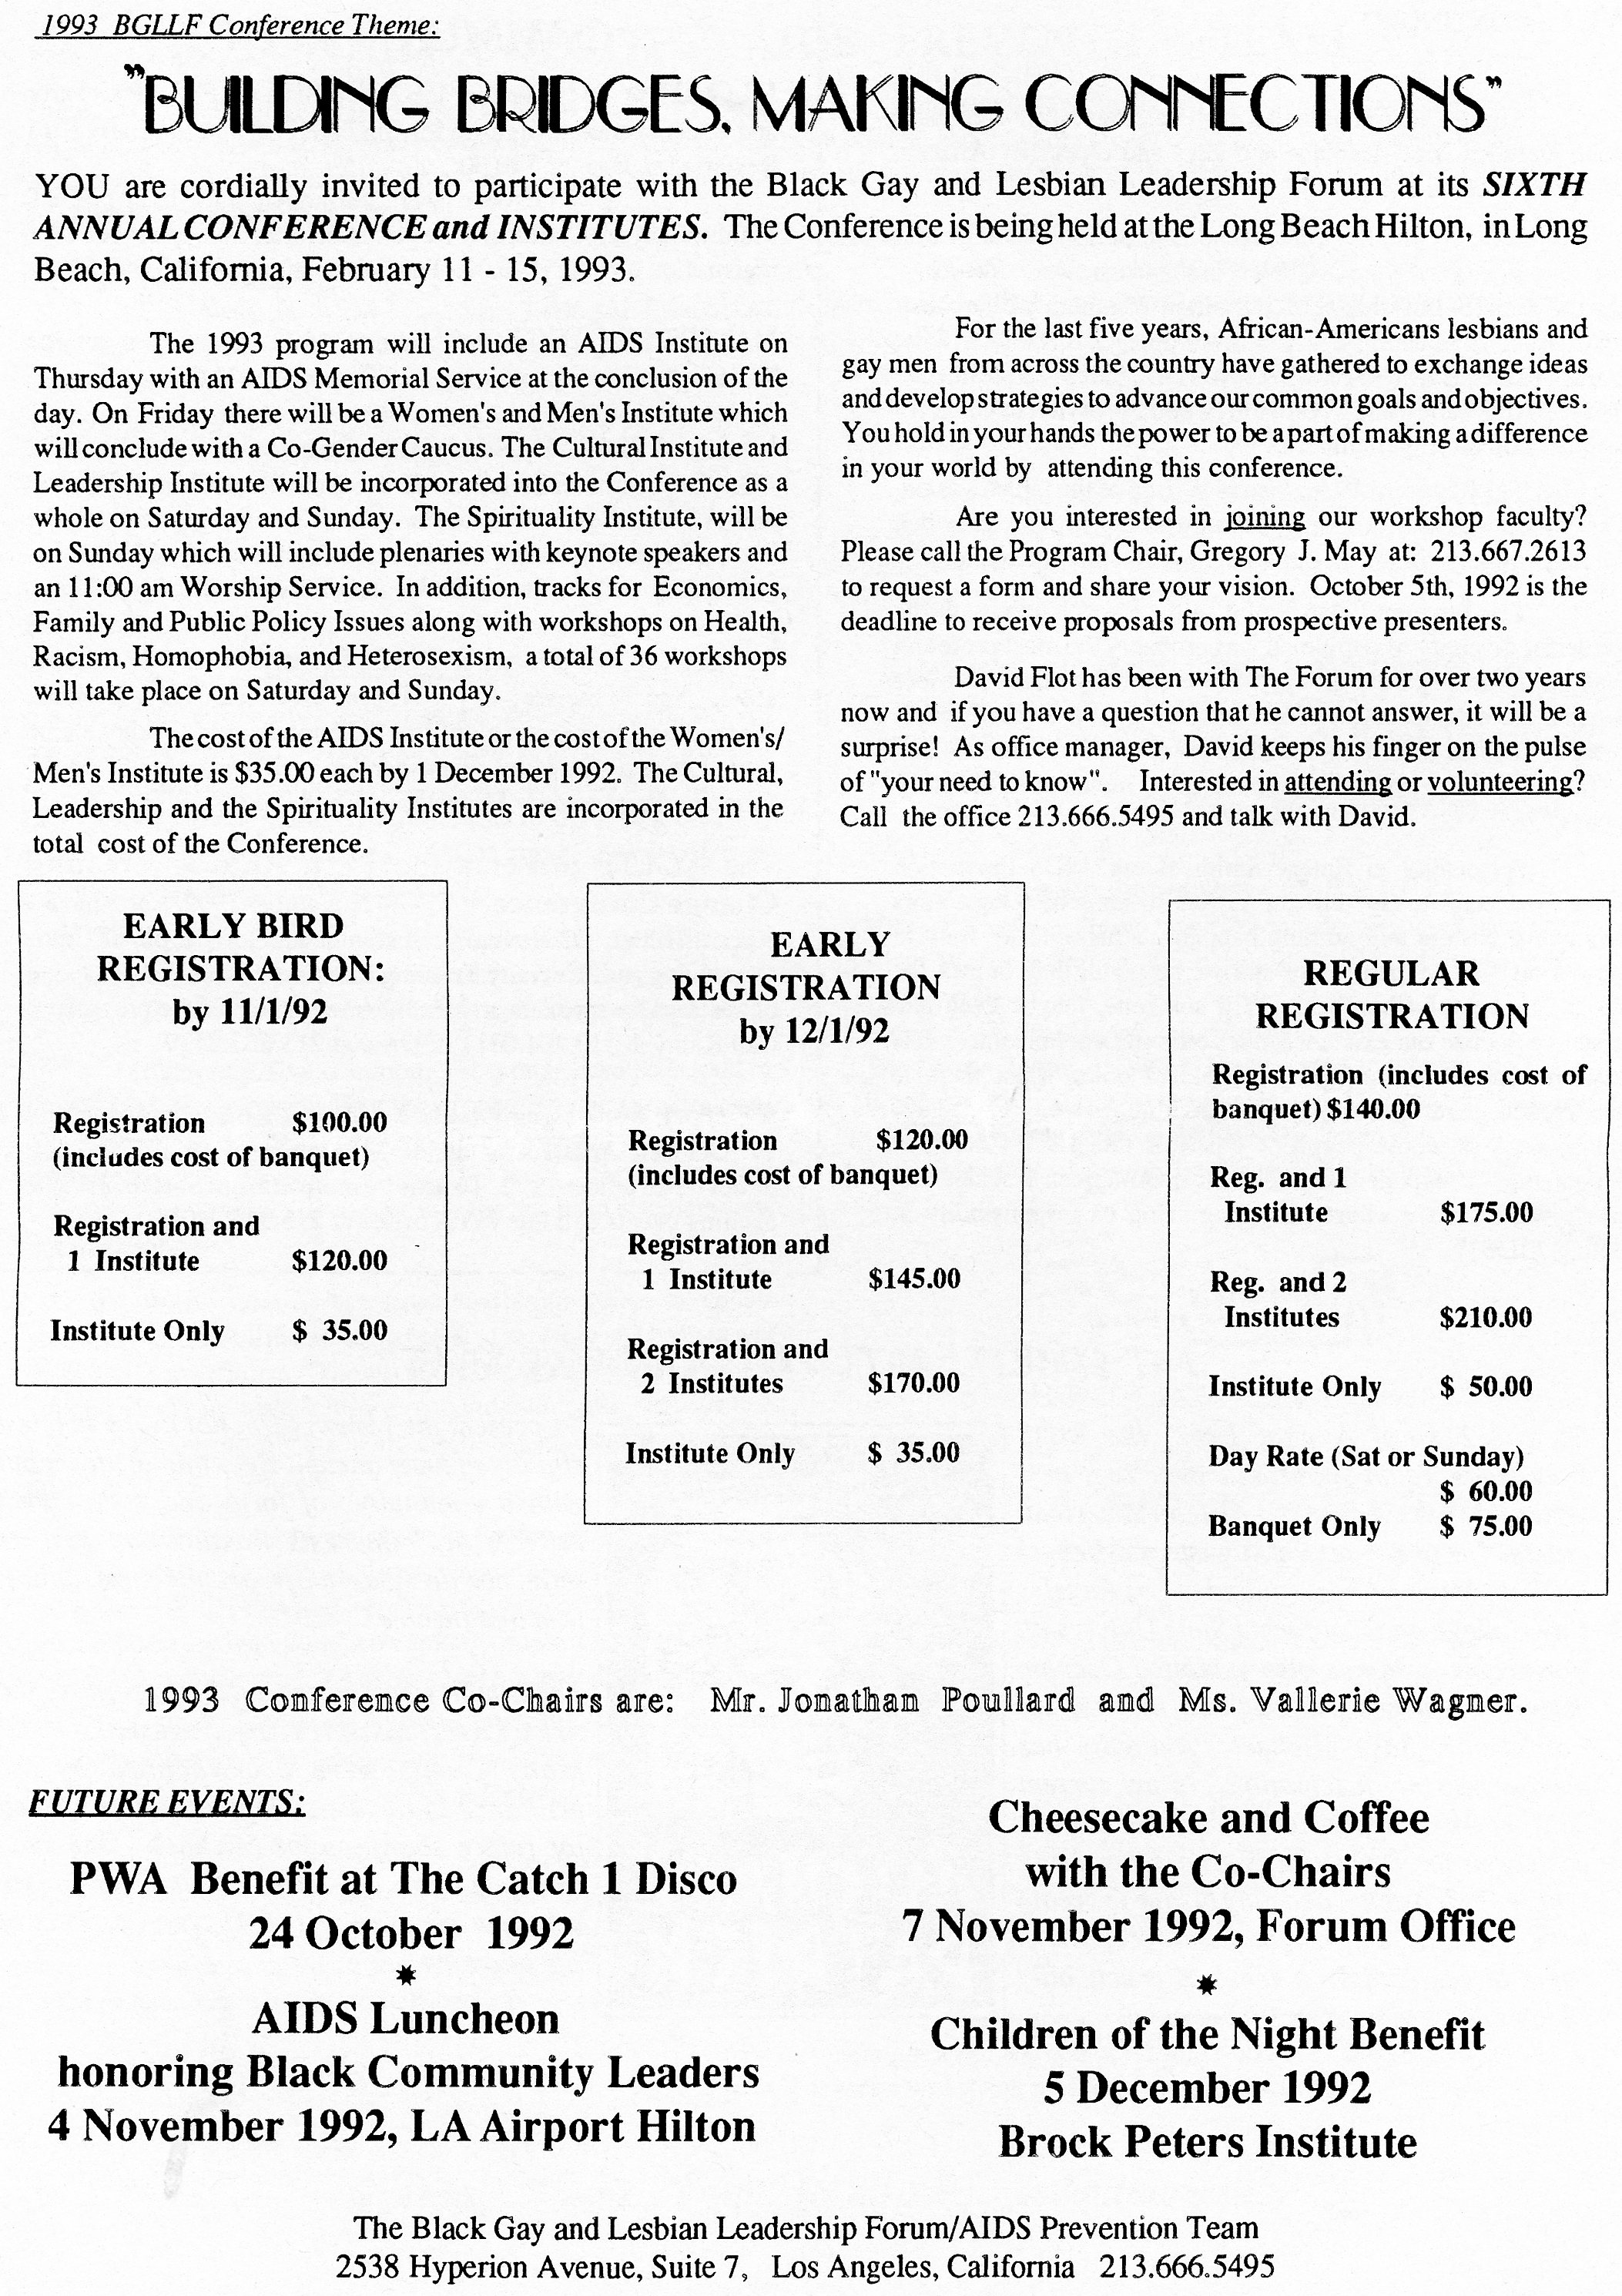 1993 BGLLF Conference Theme:
"BUILDING BRIDGES, MAKING CONNECTIONS"
YOU are cordially invited to participate with the Black Gay and Lesbian Leadership Forum at its SIXTH
ANNUAL CONFERENCE and INSTITUTES. The Conference is being held at the Long Beach Hilton, in Long
Beach, California, February 11 - 15, 1993.
The 1993 program will include an AIDS Institute on
Thursday with an AIDS Memorial Service at the conclusion of the
day. On Friday there will be a Women's and Men's Institute which
will conclude with a Co-Gender Caucus. The Cultural Institute and
Leadership Institute will be incorporated into the Conference as a
whole on Saturday and Sunday. The Spirituality Institute, will be
on Sunday which will include plenaries with keynote speakers and
an 11:00 am Worship Service. In addition, tracks for Economics,
Family and Public Policy Issues along with workshops on Health,
Racism, Homophobia, and Heterosexism, a total of 36 workshops
will take place on Saturday and Sunday.
The cost of the AIDS Institute or the cost of the Women's/
Men's Institute is $35.00 each by 1 December 1992. The Cultural,
Leadership and the Spirituality Institutes are incorporated in the
total cost of the Conference.
For the last five years, African-Americans lesbians and
gay men from across the country have gathered to exchange ideas
and develop strategies to advance our common goals and objectives.
You hold in your hands the power to be a part of making a difference
in your world by attending this conference.
Are you interested in joining our workshop faculty?
Please call the Program Chair, Gregory J. May at: 213.667.2613
to request a form and share your vision. October 5th, 1992 is the
deadline to receive proposals from prospective presenters.
David Flot has been with The Forum for over two years
now and if you have a question that he cannot answer, it will be a
surprise! As office manager, David keeps his finger on the pulse
of "your need to know". Interested in attending or volunteering?
Call the office 213.666.5495 and talk with David.
EARLY BIRD
REGISTRATION:
by 11/1/92
Registration $100.00
(includes cost of banquet)
Registration and
1 Institute $120.00
Institute Only $ 35.00
EARLY
REGISTRATION
by 12/1/92
Registration $120.00
(includes cost of banquet)
Registration and
1 Institute $145.00
Registration and
2 Institutes $170.00
Institute Only $ 35.00
REGULAR
REGISTRATION
Registration (includes cost of
banquet) $140.00
Reg. and 1
Institute $175.00
Reg. and 2
Institutes $210.00
Institute Only $ 50.00
Day Rate (Sat or Sunday)
$ 60.00
Banquet Only $ 75.00
1993 Conference Co-Chairs are: Mr. Jonathan Poullard and Ms. Vallerie Wagner.
FUTURE EVENTS:
PWA Benefit at The Catch 1 Disco
24 October 1992
*
AIDS Luncheon
honoring Black Community Leaders
4 November 1992, LA Airport Hilton
Cheesecake and Coffee
with the Co-Chairs
7 November 1992, Forum Office
*
Children of the Night Benefit
5 December 1992
Brock Peters Institute
The Black Gay and Lesbian Leadership Forum/AIDS Prevention Team
2538 Hyperion Avenue, Suite 7, Los Angeles, California 213.666.5495